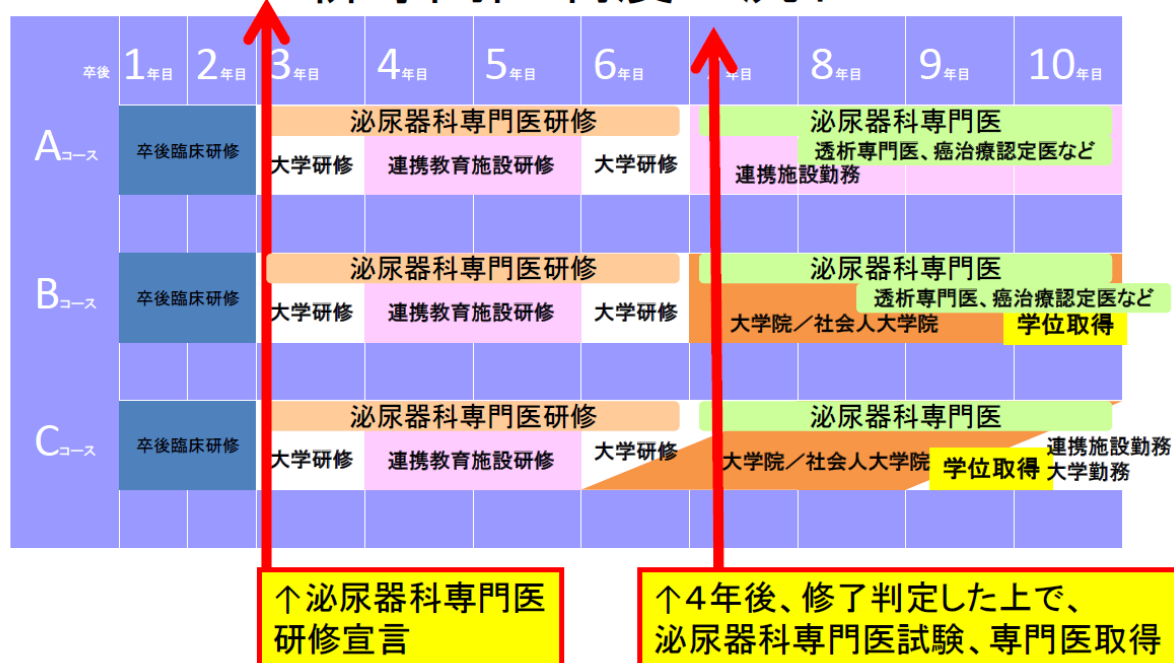 卒後 1年目 2年目 3年目 4年目 5年目 6年目 年目 8年目 9年目 10年目
Aコース
卒後臨床研修
泌尿器科専門医研修
大学研修 連携教育施設研修 大学研修
泌尿器科専門医
透析専門医、癌治療認定医など
連携施設勤務
Bコース
卒後臨床研修
泌尿器科専門医研修
大学研修 連携教育施設研修 大学研修
泌尿器科専門医
透析専門医、癌治療認定医など
大学院／社会人大学院 学位取得
Cコース
卒後臨床研修
泌尿器科専門医研修
大学研修 連携教育施設研修 大学研修
泌尿器科専門医
大学院／社会人大学院 学位取得
連携施設勤務
大学勤務
↑泌尿器科専門医
研修宣言
↑４年後、修了判定した上で、
泌尿器科専門医試験、専門医取得